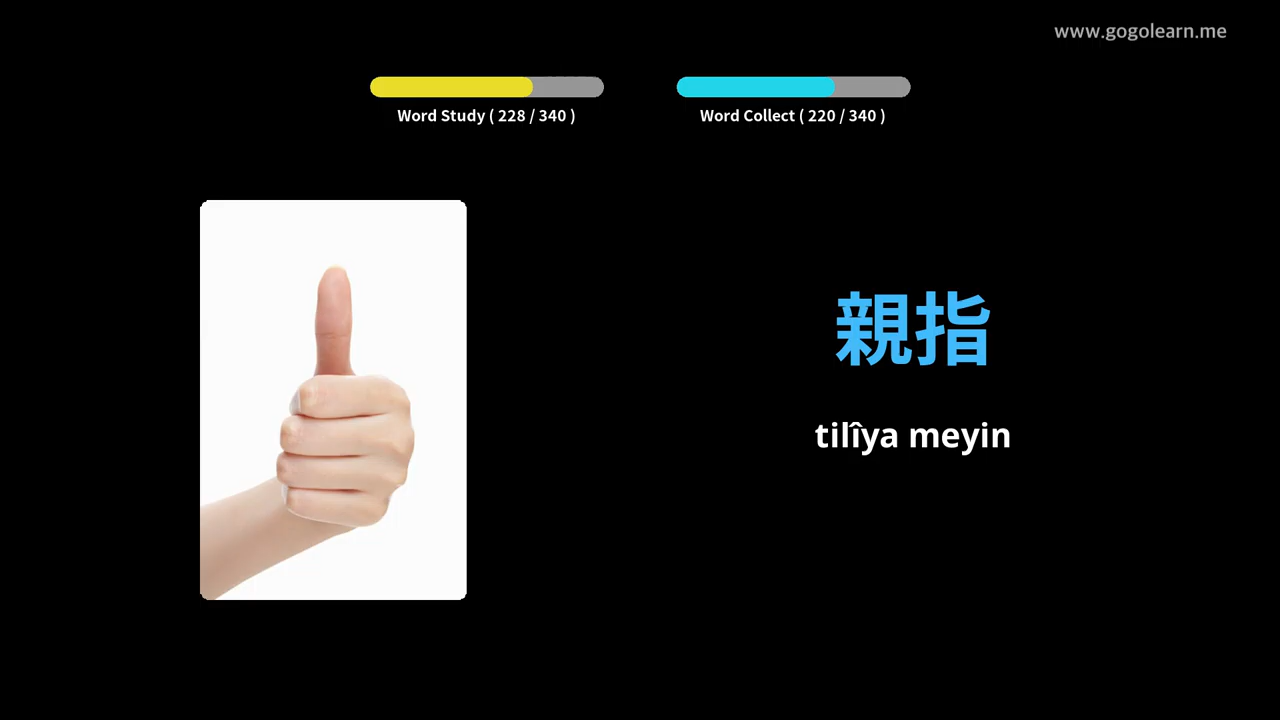 www.gogolearn.me
Word Study ( 228 / 340 )
Word Collect ( 220 / 340 )
親指
tilîya meyin